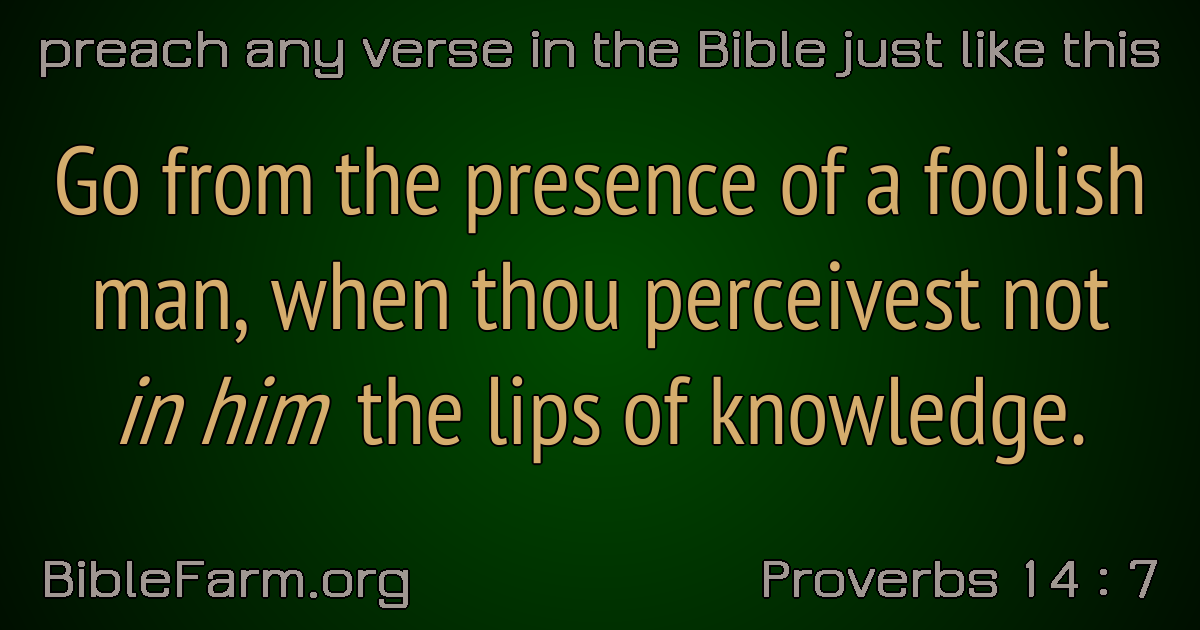 preach any verse in the Bible just like this
Go from the presence of a foolish
man, when thou perceivest not
in him the lips of knowledge.
BibleFarm.org
Proverbs 14 : 7